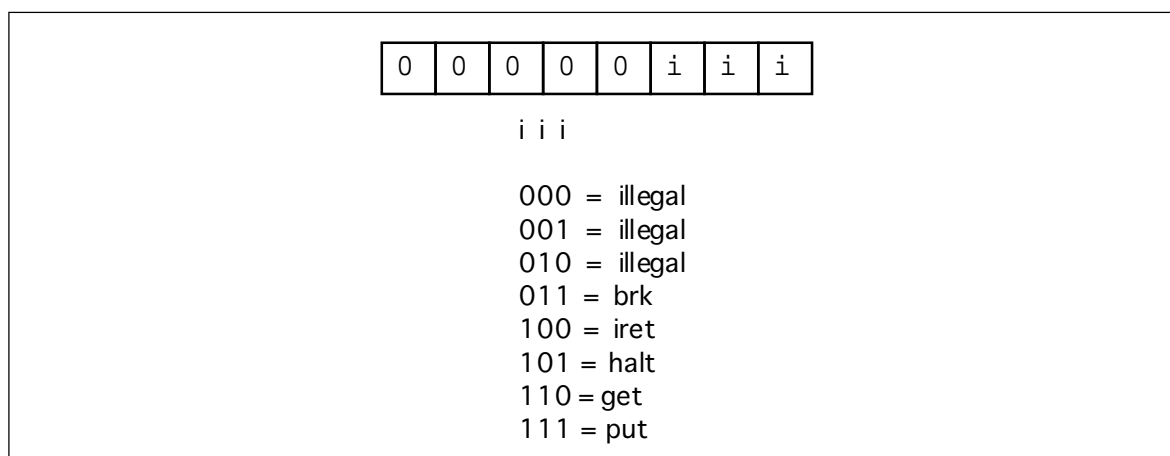 0 0 0 0 0 i i i
i i i
000 = illegal
001 = illegal
010 = illegal
011 = brk
100 = iret
101 = halt
110 = get
111 = put